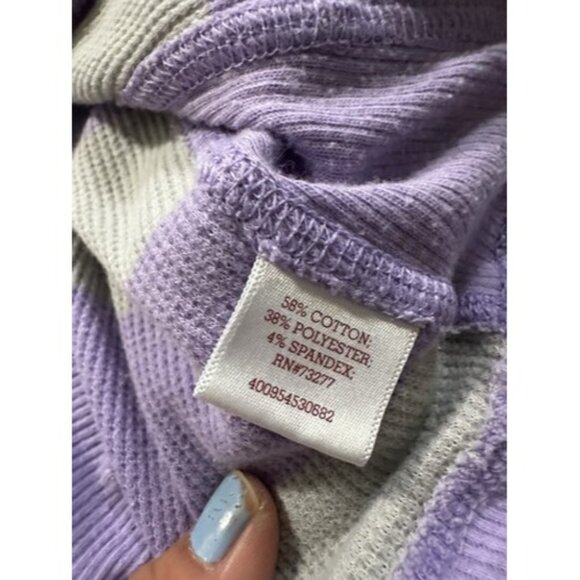 58% COTTON,
38% POLYESTER,
4% SPANDEX;
RN#73277
400954530682